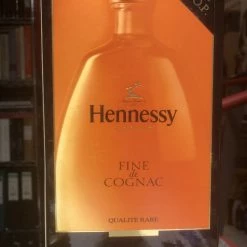 .O.P.
Hennessy
FINE
de
COGNAC
QUALITÉ RARE